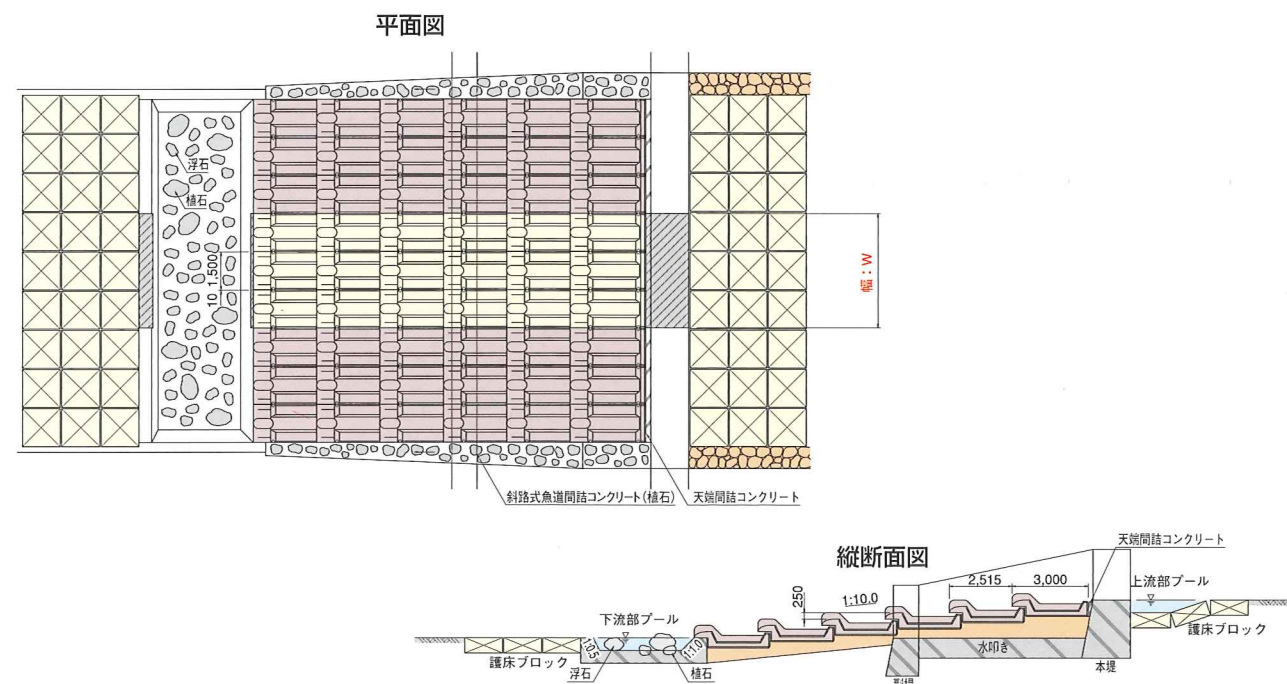 平面図
浮石
植石
10 1,500
幅：W
斜路式魚道間詰コンクリート(植石)
天端間詰コンクリート
縦断面図
天端間詰コンクリート
2,515
3,000
上流部プール
250
1:10.0
下流部プール
護床ブロック
1:0.5
1:1.0
水叩き
護床ブロック
浮石
植石
本堤
副堤